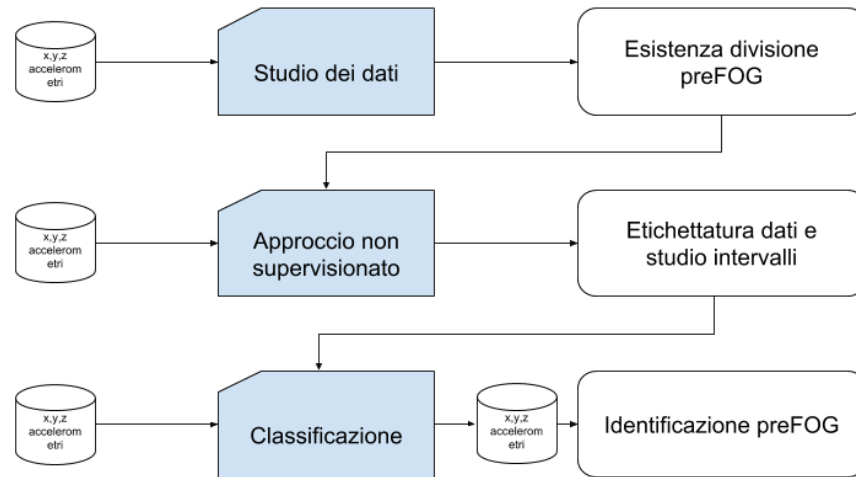 x,y,z
accelerom
etri
Studio dei dati
Esistenza divisione
preFOG
x,y,z
accelerom
etri
Approccio non
supervisionato
Etichettatura dati e
studio intervalli
x,y,z
accelerom
etri
Classificazione
x,y,z
accelerom
etri
Identificazione preFOG